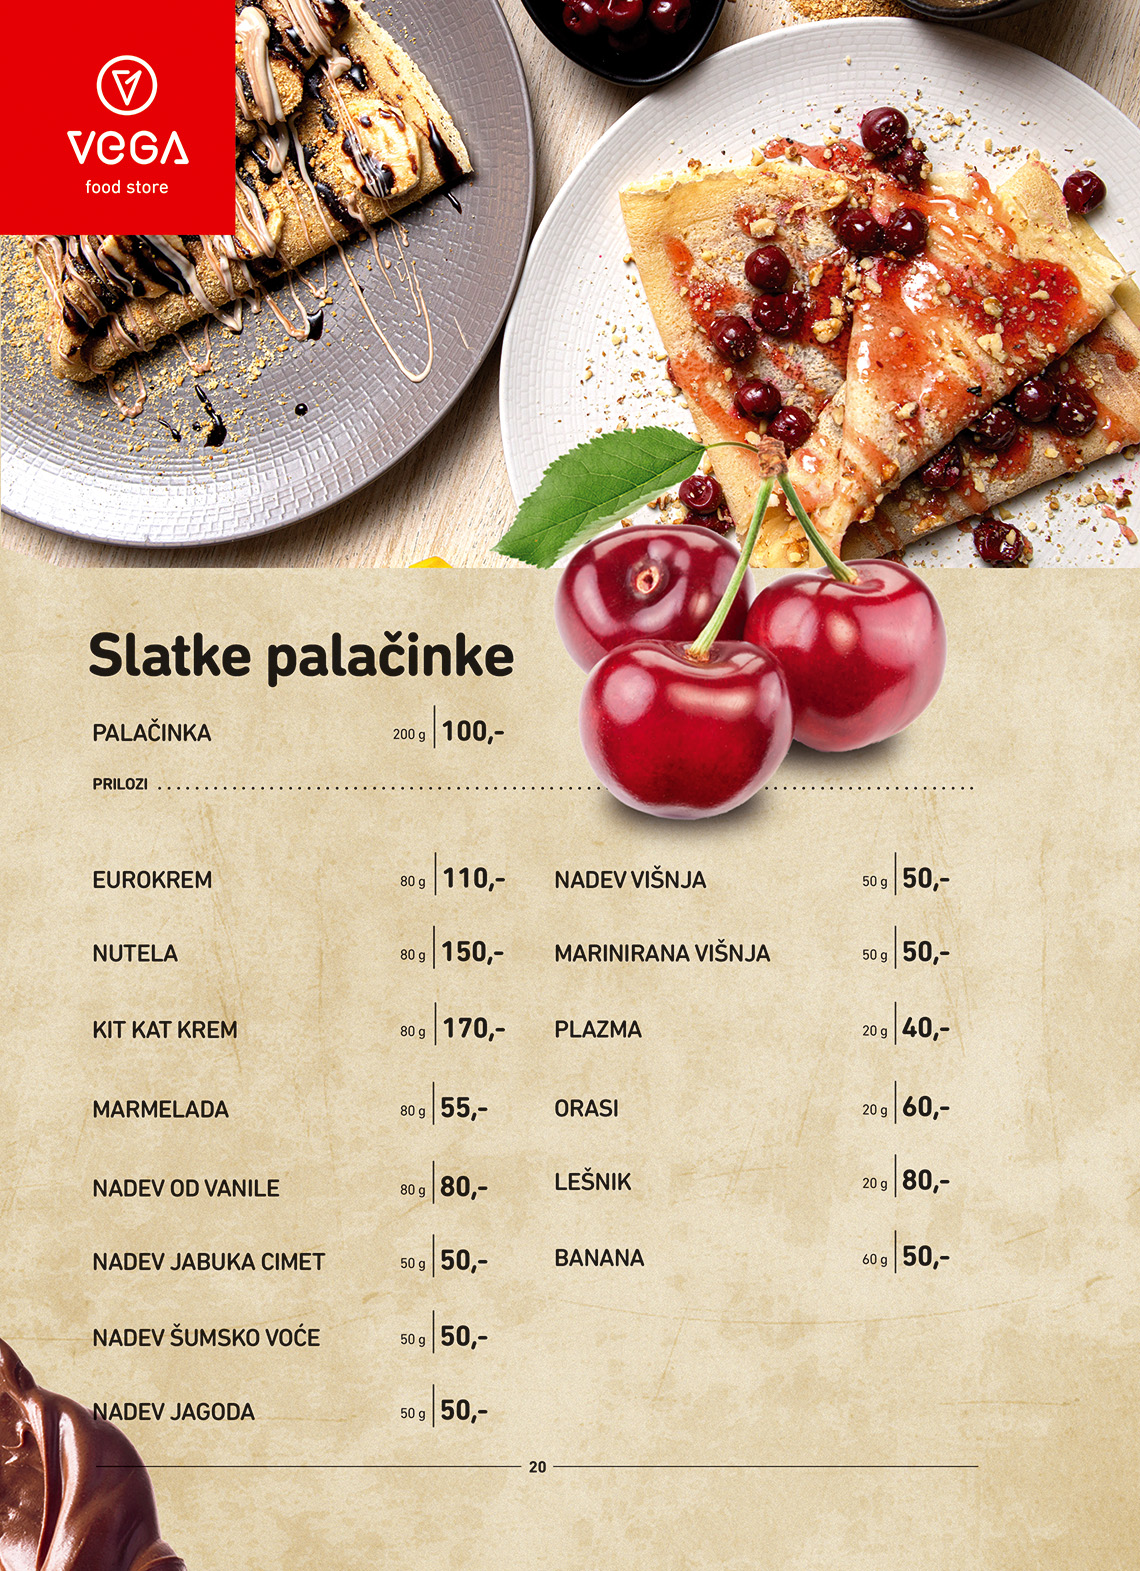 VEGA
food store
Slatke palačinke
PALAČINKA 200 g 100,-
PRILOZI
EUROKREM 80 g 110,-
NUTELA 80 g 150,-
KIT KAT KREM 80 g 170,-
MARMELADA 80 g 55,-
NADEV OD VANILE 80 g 80,-
NADEV JABUKA CIMET 50 g 50,-
NADEV ŠUMSKO VOĆE 50 g 50,-
NADEV JAGODA 50 g 50,-
NADEV VIŠNJA 50 g 50,-
MARINIRANA VIŠNJA 50 g 50,-
PLAZMA 20 g 40,-
ORASI 20 g 60,-
LEŠNIK 20 g 80,-
BANANA 60 g 50,-
20